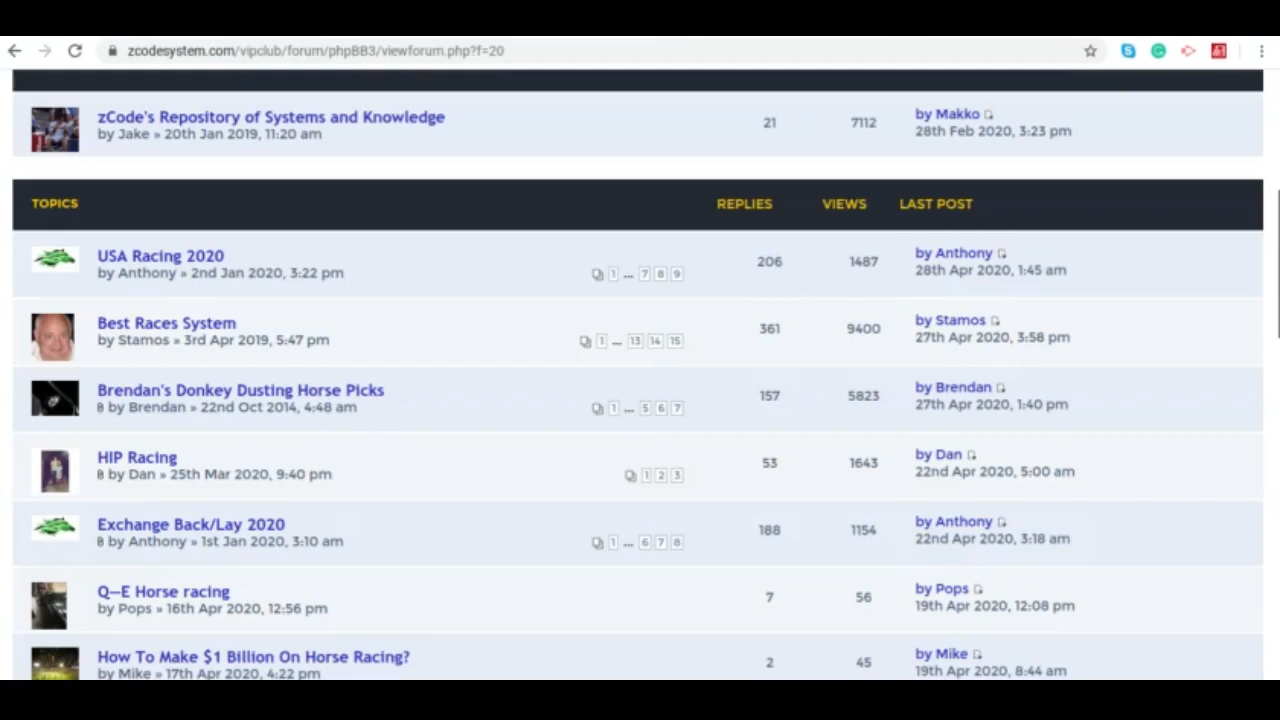 zcodesystem.com/vipclub/forum/phpBB3/viewforum.php?f=20
zCode's Repository of Systems and Knowledge
by Jake » 20th Jan 2019, 11:20 am
21
7112
by Makko
28th Feb 2020, 3:23 pm
TOPICS
REPLIES
VIEWS
LAST POST
USA Racing 2020
by Anthony » 2nd Jan 2020, 3:22 pm
1 ... 7 8 9
206
1487
by Anthony
28th Apr 2020, 1:45 am
Best Races System
by Stamos » 3rd Apr 2019, 5:47 pm
1 ... 13 14 15
361
9400
by Stamos
27th Apr 2020, 3:58 pm
Brendan's Donkey Dusting Horse Picks
by Brendan » 22nd Oct 2014, 4:48 am
1 ... 5 6 7
157
5823
by Brendan
27th Apr 2020, 1:40 pm
HIP Racing
by Dan » 25th Mar 2020, 9:40 pm
1 2 3
53
1643
by Dan
22nd Apr 2020, 5:00 am
Exchange Back/Lay 2020
by Anthony » 1st Jan 2020, 3:10 am
1 ... 6 7 8
188
1154
by Anthony
22nd Apr 2020, 3:18 am
Q—E Horse racing
by Pops » 16th Apr 2020, 12:56 pm
7
56
by Pops
19th Apr 2020, 12:08 pm
How To Make $1 Billion On Horse Racing?
by Mike » 17th Apr 2020, 4:22 pm
2
45
by Mike
19th Apr 2020, 8:44 am